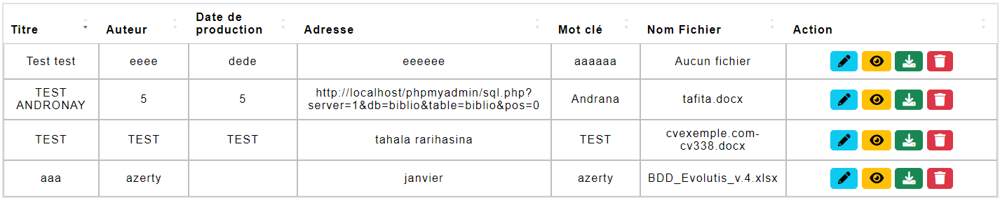 Titre Auteur Date de production Adresse Mot clé Nom Fichier Action
Test test eeee dede eeeeee aaaaaa Aucun fichier
TEST ANDRONAY 5 5 http://localhost/phpmyadmin/sql.php?server=1&db=biblio&table=biblio&pos=0 Andrana tafita.docx
TEST TEST TEST tahala rarihasina TEST cvexemple.com-cv338.docx
aaa azerty janvier azerty BDD_Evolutis_v.4.xlsx